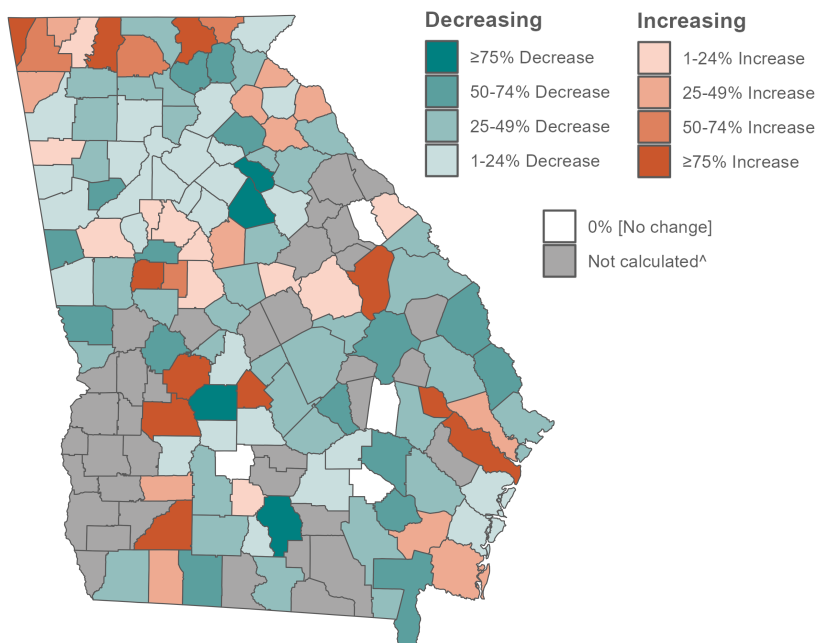 Decreasing
≥75% Decrease
50-74% Decrease
25-49% Decrease
1-24% Decrease
Increasing
1-24% Increase
25-49% Increase
50-74% Increase
≥75% Increase
0% [No change]
Not calculated^